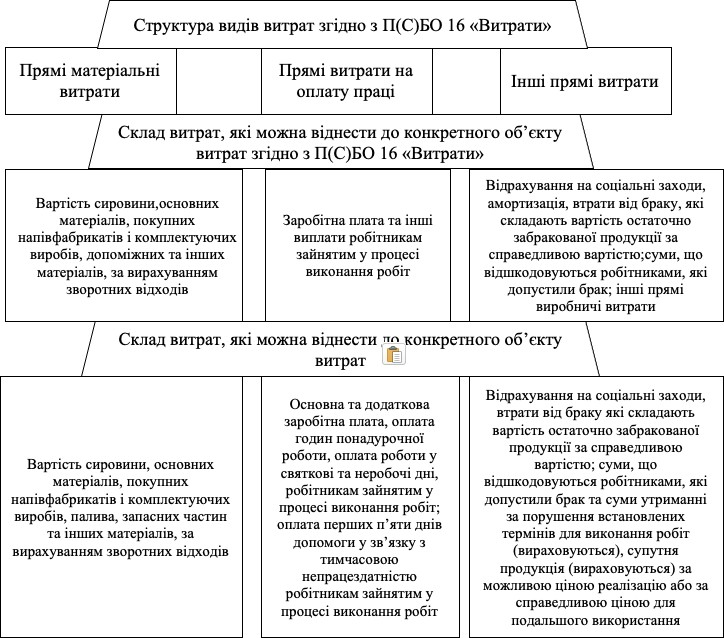 Структура видів витрат згідно з П(С)БО 16 «Витрати»
Прямі матеріальні
витрати
Прямі витрати на
оплату праці
Інші прямі витрати
Склад витрат, які можна віднести до конкретного об’єкту
витрат згідно з П(С)БО 16 «Витрати»
Вартість сировини,основних
матеріалів, покупних
напівфабрикатів і комплектуючих
виробів, допоміжних та інших
матеріалів, за вирахуванням
зворотних відходів
Заробітна плата та інші
виплати робітникам
зайнятим у процесі
виконання робіт
Відрахування на соціальні заходи,
амортизація, втрати від браку, які
складають вартість остаточно
забракованої продукції за
справедливою вартістю;суми, що
відшкодовуються робітниками, які
допустили брак; інші прямі
виробничі витрати
Склад витрат, які можна віднести до конкретного об’єкту
витрат
Вартість сировини, основних
матеріалів, покупних
напівфабрикатів і комплектуючих
виробів, палива, запасних частин
та інших матеріалів, за
вирахуванням зворотних відходів
Основна та додаткова
заробітна плата, оплата
годин понадурочної
роботи, оплата роботи у
святкові та неробочі дні,
робітникам зайнятим у
процесі виконання робіт;
оплата перших п’яти днів
допомоги у зв’язку з
тимчасовою
непрацездатністю
робітникам зайнятим у
процесі виконання робіт
Відрахування на соціальні заходи,
втрати від браку які складають
вартість остаточно забракованої
продукції за справедливою
вартістю; суми, що
відшкодовуються робітниками, які
допустили брак та суми утриманні
за порушення встановлених
термінів для виконання робіт
(вираховуються), супутня
продукція (вираховуються) за
можливою ціною реалізацію або за
справедливою ціною для
подальшого використання